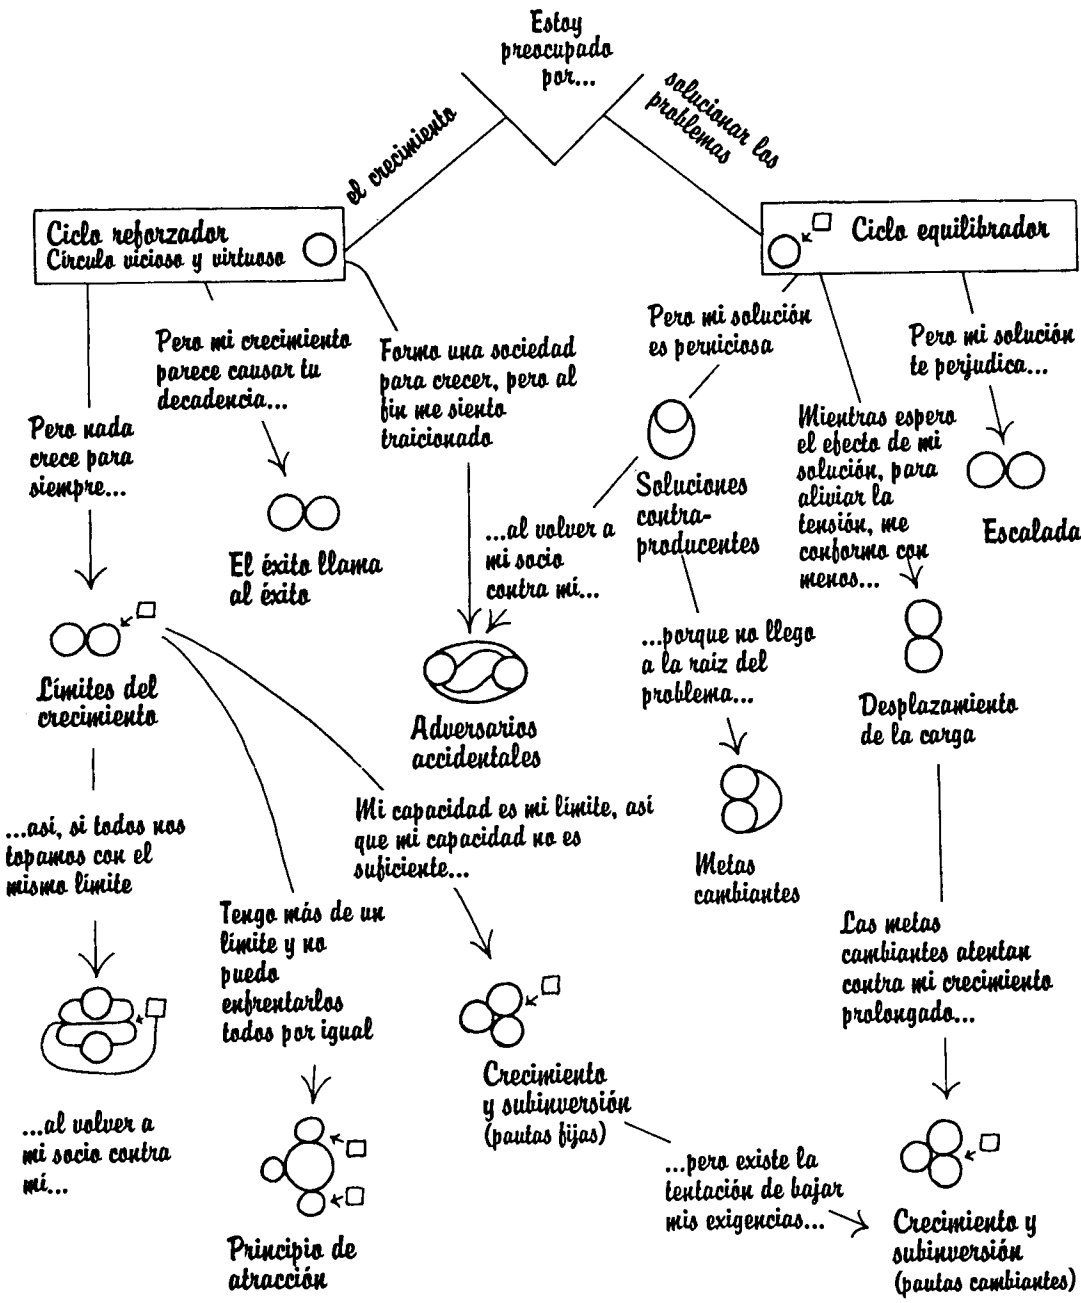 Estoy
preocupado
por...
el crecimiento
solucionar los
problemas
Ciclo reforzador
Círculo vicioso y virtuoso
Ciclo equilibrador
Pero nada
crece para
siempre...
Pero mi crecimiento
parece causar tu
decadencia...
Formo una sociedad
para crecer, pero al
fin me siento
traicionado
Pero mi solución
es perniciosa
Mientras espero
el efecto de mi
solución, para
aliviar la
tensión, me
conformo con
menos...
Pero mi solución
te perjudica...
El éxito llama
al éxito
Soluciones
contra-
producentes
Escalada
...al volver a
mi socio
contra mí...
Límites del
crecimiento
Adversarios
accidentales
...porque no llego
a la raíz del
problema...
Desplazamiento
de la carga
...así, si todos nos
topamos con el
mismo límite
Mi capacidad es mi límite, así
que mi capacidad no es
suficiente...
Metas
cambiantes
Tengo más de un
límite y no
puedo
enfrentarlos
todos por igual
Las metas
cambiantes atentan
contra mi crecimiento
prolongado...
...al volver a
mi socio contra
mí...
Crecimiento
y subinversión
(pautas fijas)
Principio de
atracción
...pero existe la
tentación de bajar
mis exigencias...
Crecimiento y
subinversión
(pautas cambiantes)